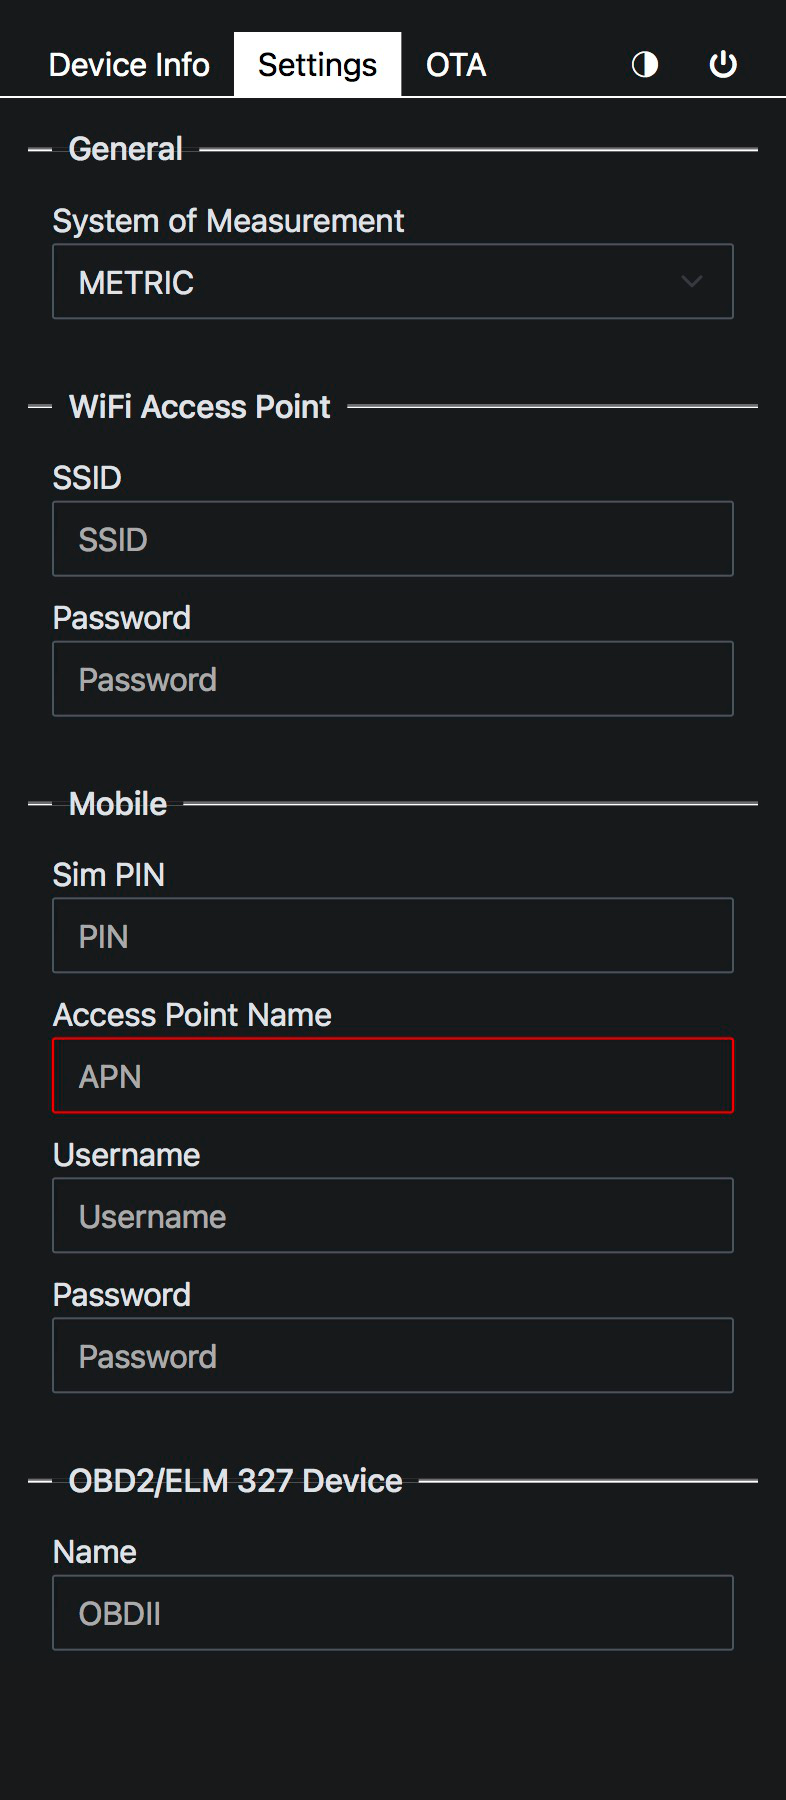 Device Info Settings OTA
General
System of Measurement
METRIC
WiFi Access Point
SSID
SSID
Password
Password
Mobile
Sim PIN
PIN
Access Point Name
APN
Username
Username
Password
Password
OBD2/ELM 327 Device
Name
OBDII